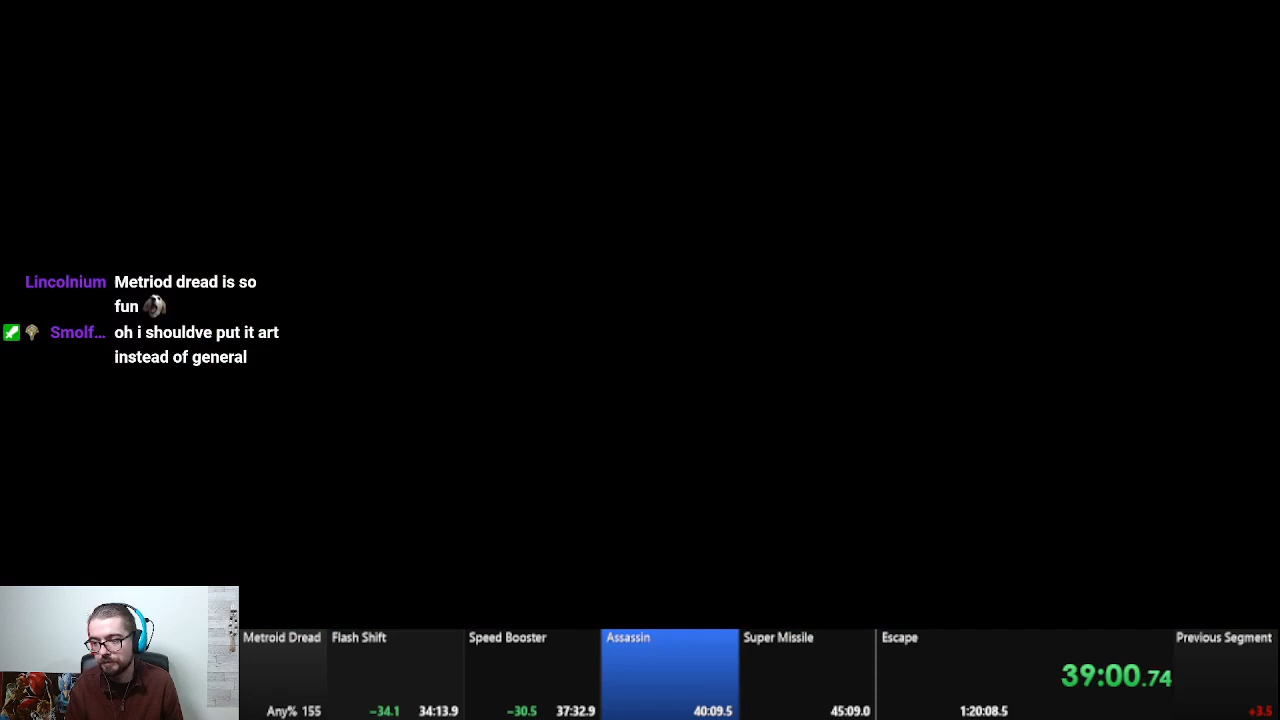 Lincolnium Metriod dread is so
fun
Smolf... oh i shouldve put it art
instead of general
Metroid Dread Flash Shift Speed Booster Assassin Super Missile Escape Previous Segment
39:00.74
Any% 155 -34.1 34:13.9 -30.5 37:32.9 40:09.5 45:09.0 1:20:08.5 +3.5